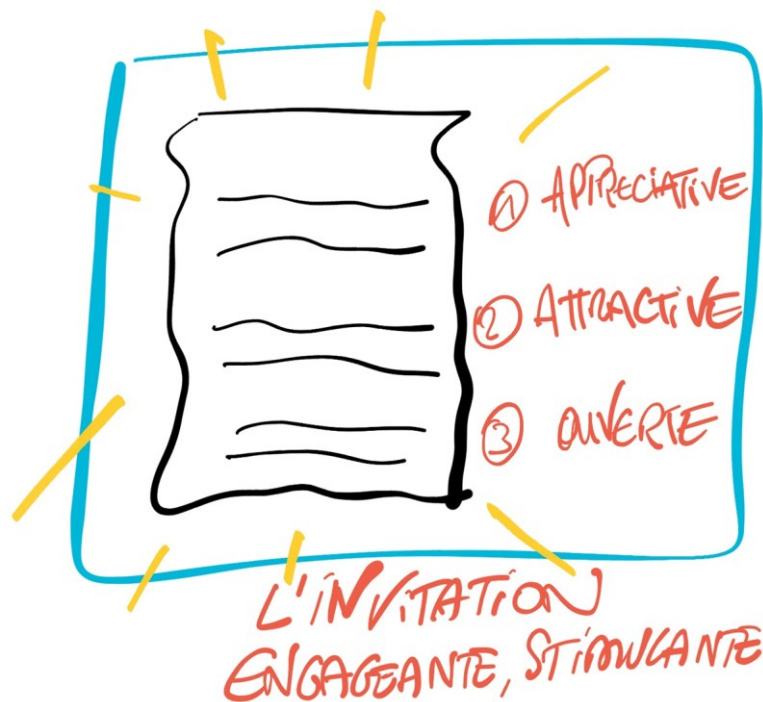 ① APPRECIATIVE
② ATTRACTIVE
③ OUVERTE
L'INVITATION
ENGAGEANTE, STIMULANTE